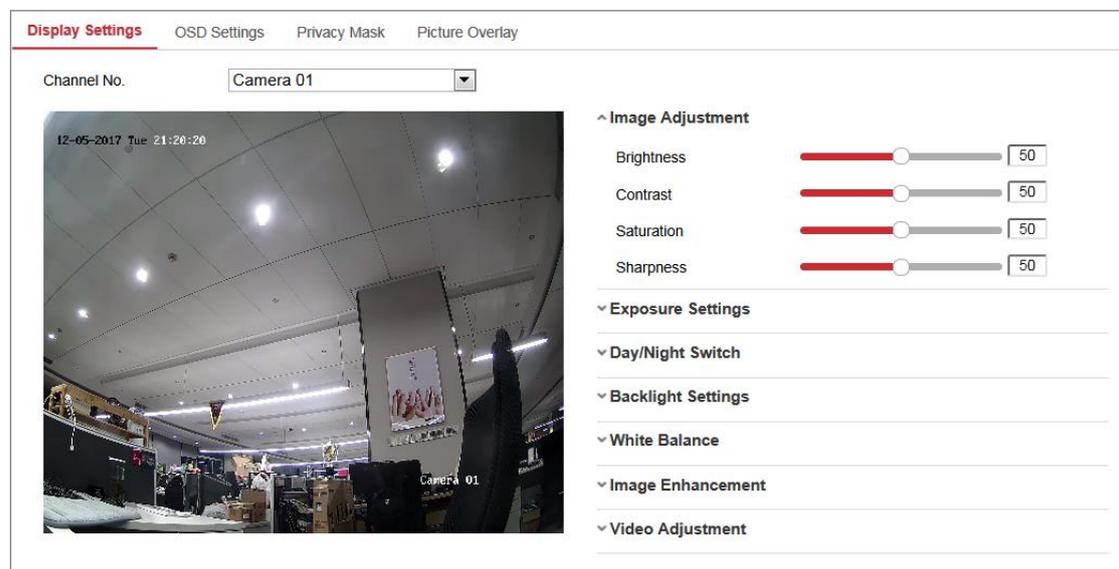 Display Settings OSD Settings Privacy Mask Picture Overlay
Channel No. Camera 01
12-05-2017 Tue 21:20:20
Camera 01
Image Adjustment
Brightness 50
Contrast 50
Saturation 50
Sharpness 50
Exposure Settings
Day/Night Switch
Backlight Settings
White Balance
Image Enhancement
Video Adjustment